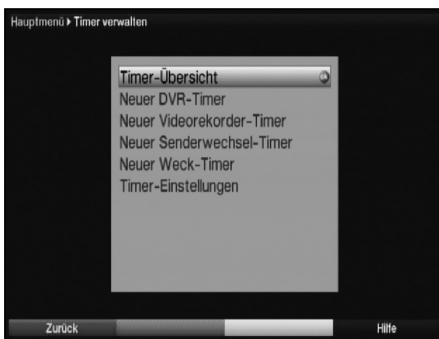 Hauptmenü ▸ Timer verwalten
Timer-Übersicht
Neuer DVR-Timer
Neuer Videorekorder-Timer
Neuer Senderwechsel-Timer
Neuer Weck-Timer
Timer-Einstellungen
Zurück Hilfe